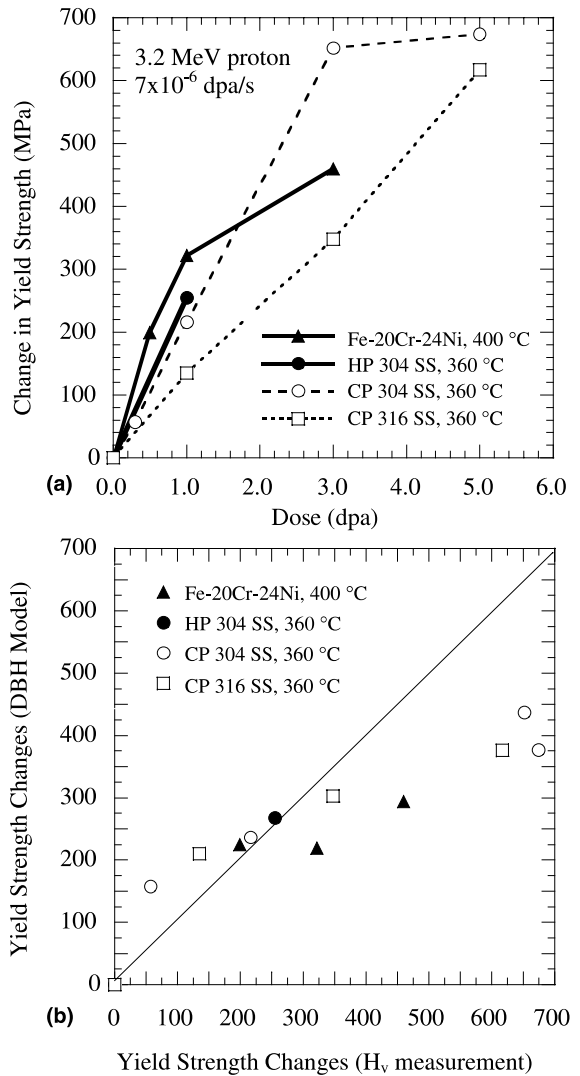 700
600
500
400
300
200
100
0
Change in Yield Strength (MPa)
3.2 MeV proton
7x10⁻⁶ dpa/s
Fe-20Cr-24Ni, 400 °C
HP 304 SS, 360 °C
CP 304 SS, 360 °C
CP 316 SS, 360 °C
(a)
0.0 1.0 2.0 3.0 4.0 5.0 6.0
Dose (dpa)
700
600
500
400
300
200
100
0
Yield Strength Changes (DBH Model)
Fe-20Cr-24Ni, 400 °C
HP 304 SS, 360 °C
CP 304 SS, 360 °C
CP 316 SS, 360 °C
(b)
0 100 200 300 400 500 600 700
Yield Strength Changes (Hᵥ measurement)